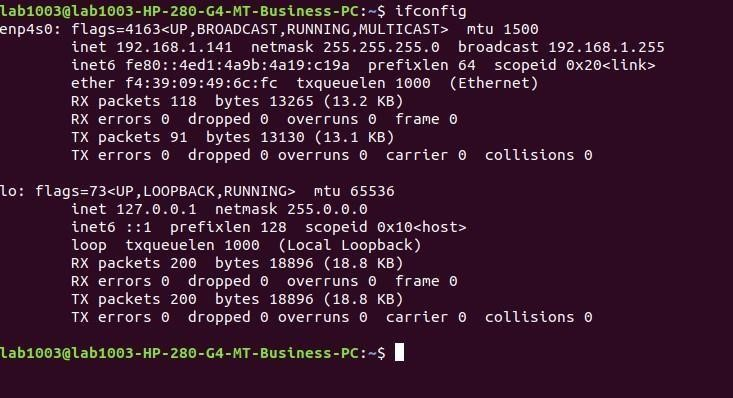 lab1003@lab1003-HP-280-G4-MT-Business-PC:~$ ifconfig
enp4s0: flags=4163<UP,BROADCAST,RUNNING,MULTICAST>  mtu 1500
        inet 192.168.1.141  netmask 255.255.255.0  broadcast 192.168.1.255
        inet6 fe80::4ed1:4a9b:4a19:c19a  prefixlen 64  scopeid 0x20<link>
        ether f4:39:09:49:6c:fc  txqueuelen 1000  (Ethernet)
        RX packets 118  bytes 13265 (13.2 KB)
        RX errors 0  dropped 0  overruns 0  frame 0
        TX packets 91  bytes 13130 (13.1 KB)
        TX errors 0  dropped 0 overruns 0  carrier 0  collisions 0

lo: flags=73<UP,LOOPBACK,RUNNING>  mtu 65536
        inet 127.0.0.1  netmask 255.0.0.0
        inet6 ::1  prefixlen 128  scopeid 0x10<host>
        loop  txqueuelen 1000  (Local Loopback)
        RX packets 200  bytes 18896 (18.8 KB)
        RX errors 0  dropped 0  overruns 0  frame 0
        TX packets 200  bytes 18896 (18.8 KB)
        TX errors 0  dropped 0 overruns 0  carrier 0  collisions 0

lab1003@lab1003-HP-280-G4-MT-Business-PC:~$